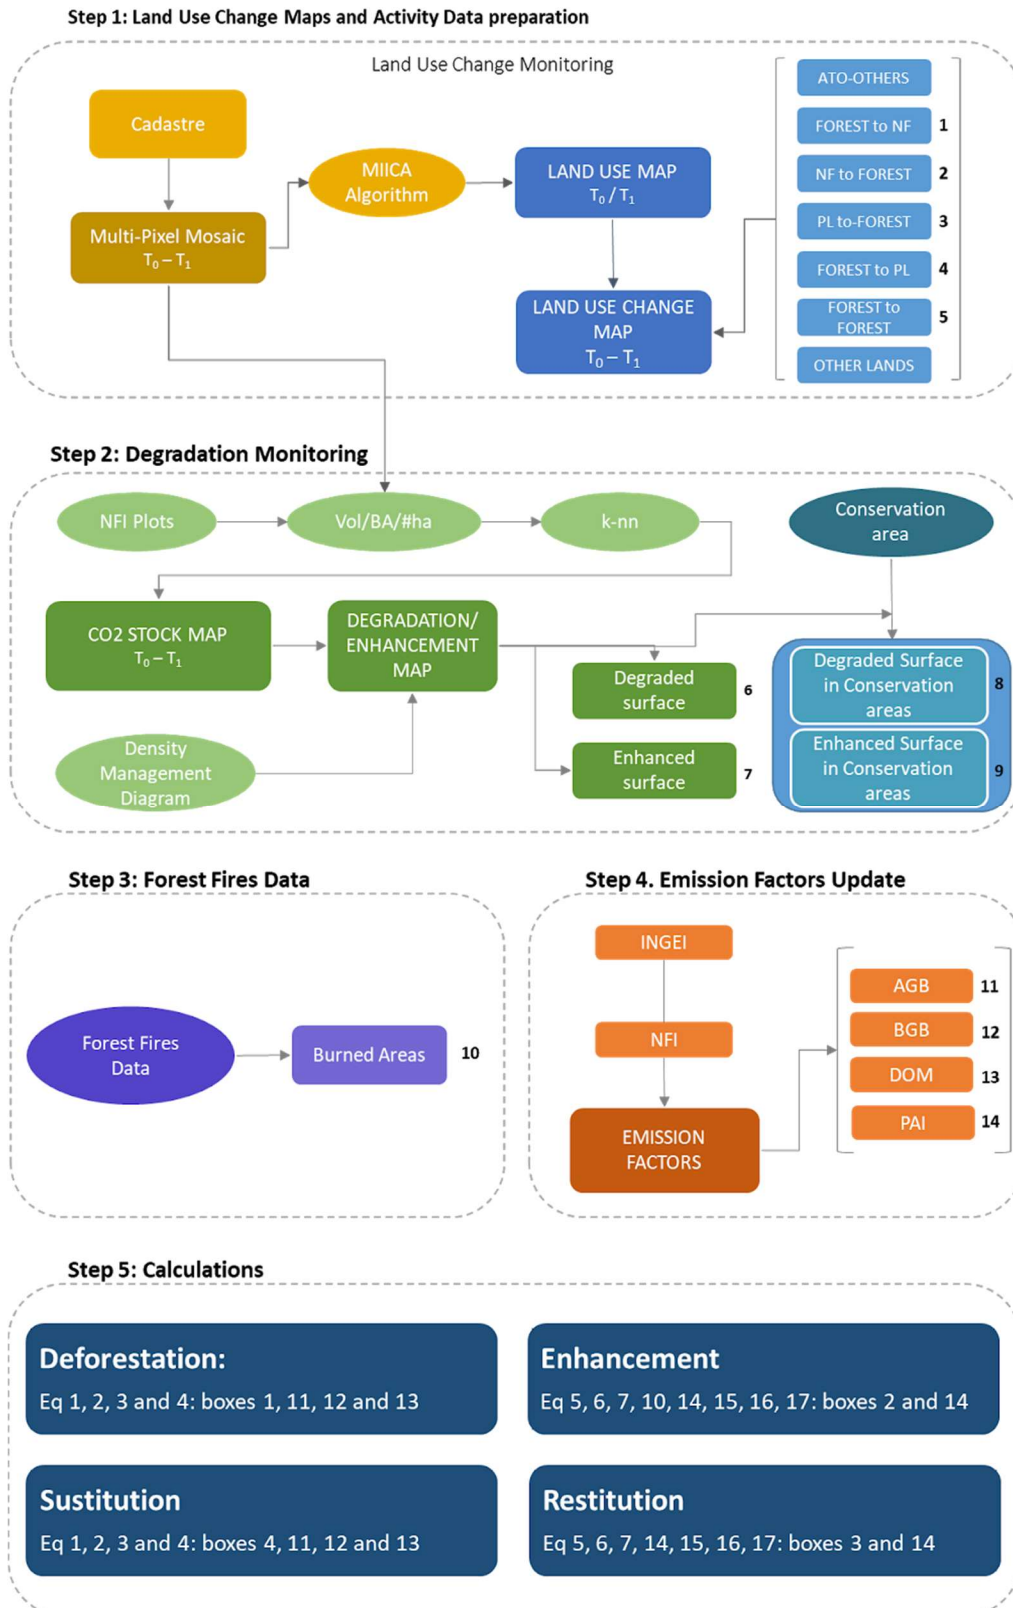 Step 1: Land Use Change Maps and Activity Data preparation
Land Use Change Monitoring
Cadastre
Multi-Pixel Mosaic
T0 – T1
MIICA
Algorithm
LAND USE MAP
T0 / T1
LAND USE CHANGE
MAP
T0 – T1
ATO-OTHERS
FOREST to NF 1
NF to FOREST 2
PL to-FOREST 3
FOREST to PL 4
FOREST to
FOREST 5
OTHER LANDS
Step 2: Degradation Monitoring
NFI Plots
Vol/BA/#ha
k-nn
Conservation
area
CO2 STOCK MAP
T0 – T1
DEGRADATION/
ENHANCEMENT
MAP
Degraded
surface
6
Degraded Surface
in Conservation
areas
8
Density
Management
Diagram
Enhanced
surface
7
Enhanced Surface
in Conservation
areas
9
Step 3: Forest Fires Data
Forest Fires
Data
Burned Areas
10
Step 4. Emission Factors Update
INGEI
NFI
EMISSION
FACTORS
AGB 11
BGB 12
DOM 13
PAI 14
Step 5: Calculations
Deforestation:
Eq 1, 2, 3 and 4: boxes 1, 11, 12 and 13
Enhancement
Eq 5, 6, 7, 10, 14, 15, 16, 17: boxes 2 and 14
Sustitution
Eq 1, 2, 3 and 4: boxes 4, 11, 12 and 13
Restitution
Eq 5, 6, 7, 14, 15, 16, 17: boxes 3 and 14